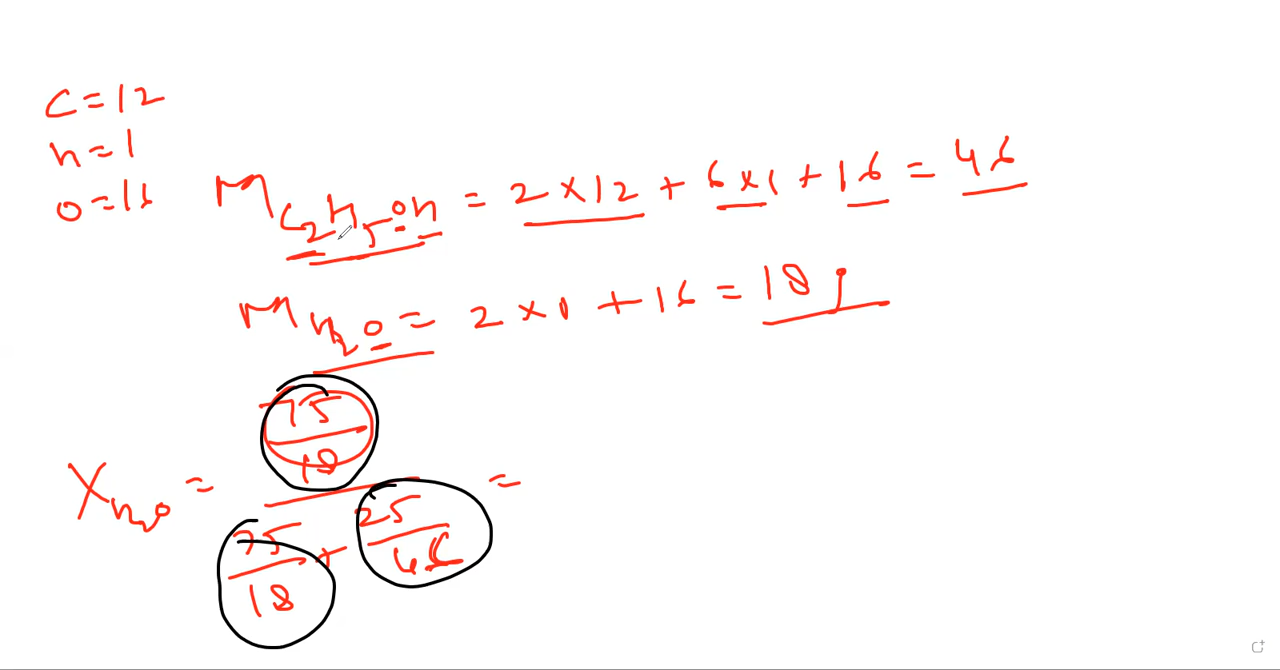 C = 12
H = 1
O = 16
M C2H5OH = 2 × 12 + 6 × 1 + 16 = 46
M H2O = 2 × 1 + 16 = 18
75
18
X H2O = =
75 + 25
18 46